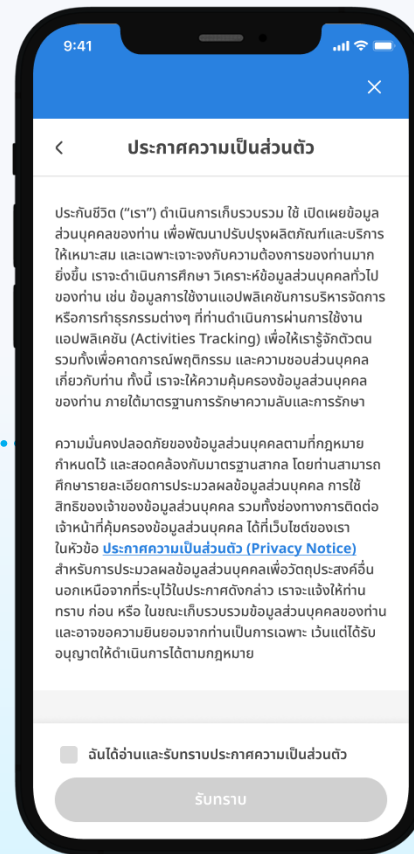 9:41
ประกาศความเป็นส่วนตัว
ประกันชีวิต (“เรา”) ดำเนินการเก็บรวบรวม ใช้ เปิดเผยข้อมูล
ส่วนบุคคลของท่าน เพื่อพัฒนาปรับปรุงผลิตภัณฑ์และบริการ
ให้เหมาะสม และเฉพาะเจาะจงกับความต้องการของท่านมาก
ยิ่งขึ้น เราจะดำเนินการศึกษา วิเคราะห์ข้อมูลส่วนบุคคลทั่วไป
ของท่าน เช่น ข้อมูลการใช้งานแอปพลิเคชันการบริหารจัดการ
หรือการทำธุรกรรมต่างๆ ที่ท่านดำเนินการผ่านการใช้งาน
แอปพลิเคชัน (Activities Tracking) เพื่อให้เรารู้จักตัวตน
รวมทั้งเพื่อคาดการณ์พฤติกรรม และความชอบส่วนบุคคล
เกี่ยวกับท่าน ทั้งนี้ เราจะให้ความคุ้มครองข้อมูลส่วนบุคคล
ของท่าน ภายใต้มาตรฐานการรักษาความลับและการรักษา
ความมั่นคงปลอดภัยของข้อมูลส่วนบุคคลตามที่กฎหมาย
กำหนดไว้ และสอดคล้องกับมาตรฐานสากล โดยท่านสามารถ
ศึกษารายละเอียดการประมวลผลข้อมูลส่วนบุคคล การใช้
สิทธิของเจ้าของข้อมูลส่วนบุคคล รวมทั้งช่องทางการติดต่อ
เจ้าหน้าที่คุ้มครองข้อมูลส่วนบุคคล ได้ที่เว็บไซต์ของเรา
ในหัวข้อ ประกาศความเป็นส่วนตัว (Privacy Notice)
สำหรับการประมวลผลข้อมูลส่วนบุคคลเพื่อวัตถุประสงค์อื่น
นอกเหนือจากที่ระบุไว้ในประกาศดังกล่าว เราจะแจ้งให้ท่าน
ทราบ ก่อน หรือ ในขณะเก็บรวบรวมข้อมูลส่วนบุคคลของท่าน
และอาจขอความยินยอมจากท่านเป็นการเฉพาะ เว้นแต่ได้รับ
อนุญาตให้ดำเนินการได้ตามกฎหมาย
ฉันได้อ่านและรับทราบประกาศความเป็นส่วนตัว
รับทราบ